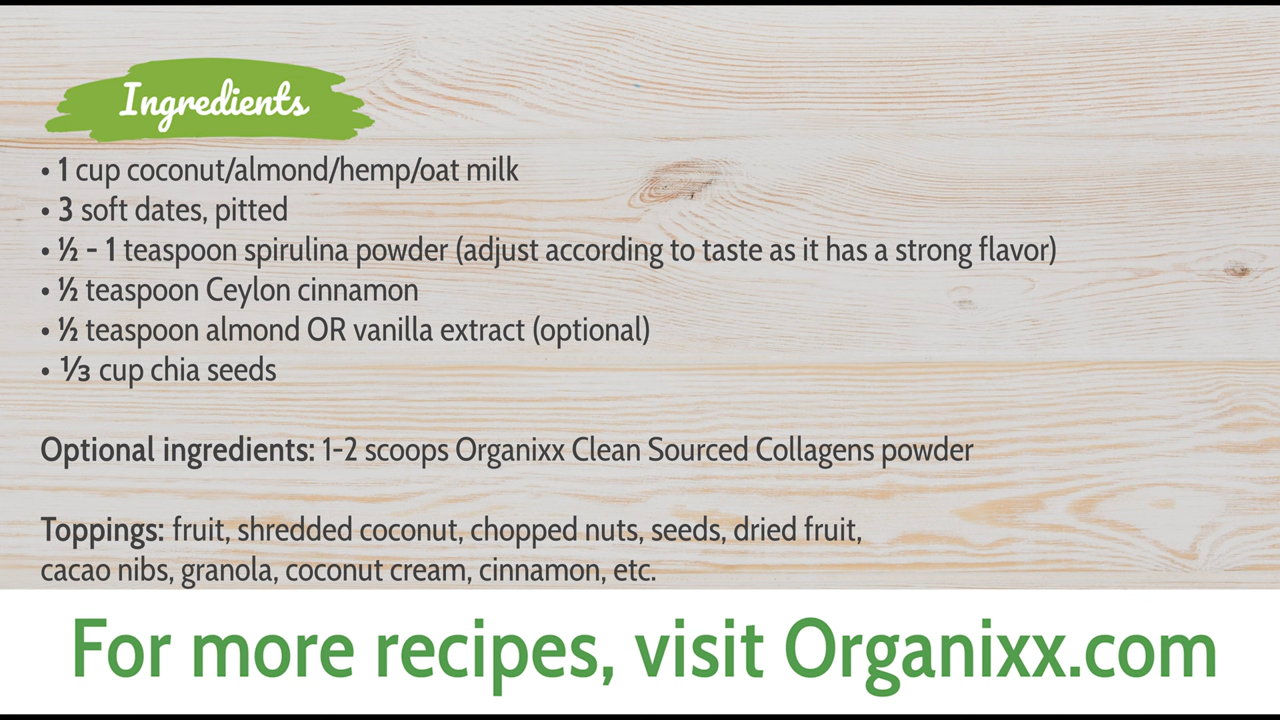 Ingredients
• 1 cup coconut/almond/hemp/oat milk
• 3 soft dates, pitted
• ½ - 1 teaspoon spirulina powder (adjust according to taste as it has a strong flavor)
• ½ teaspoon Ceylon cinnamon
• ½ teaspoon almond OR vanilla extract (optional)
• ⅓ cup chia seeds
Optional ingredients: 1-2 scoops Organixx Clean Sourced Collagens powder
Toppings: fruit, shredded coconut, chopped nuts, seeds, dried fruit,
cacao nibs, granola, coconut cream, cinnamon, etc.
For more recipes, visit Organixx.com